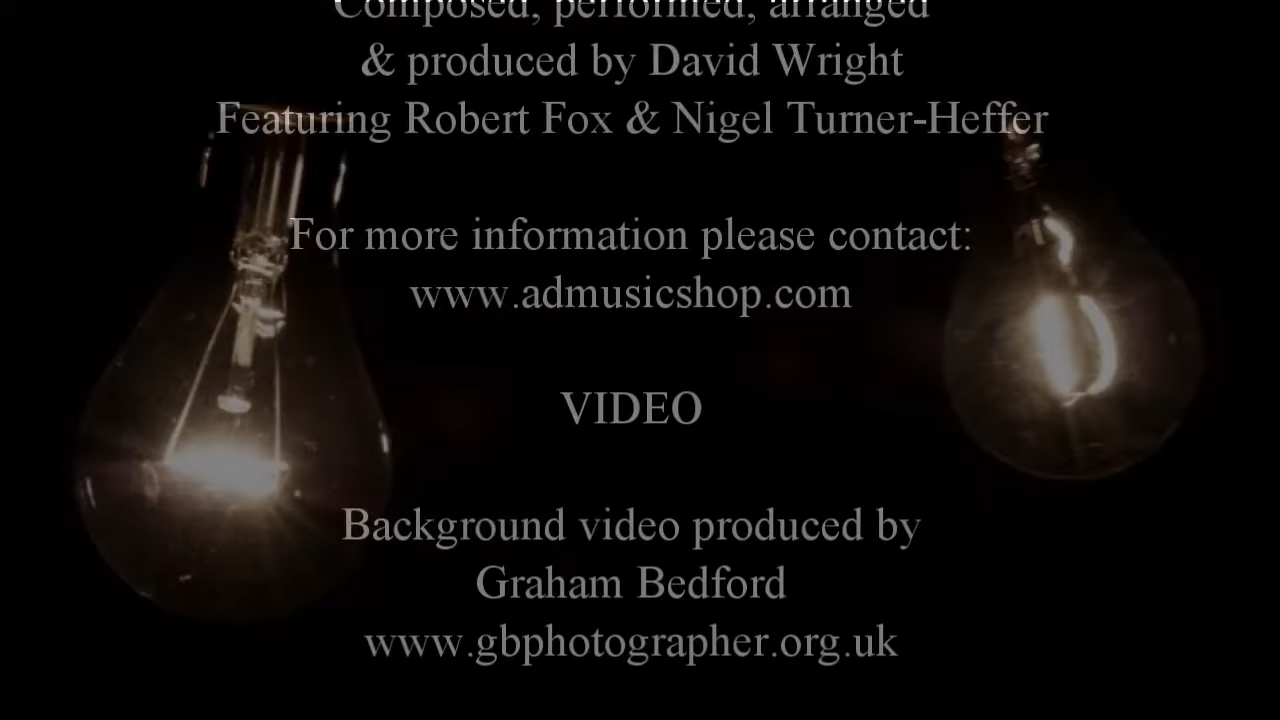 Composed, performed, arranged
& produced by David Wright
Featuring Robert Fox & Nigel Turner-Heffer
For more information please contact:
www.admusicshop.com
VIDEO
Background video produced by
Graham Bedford
www.gbphotographer.org.uk